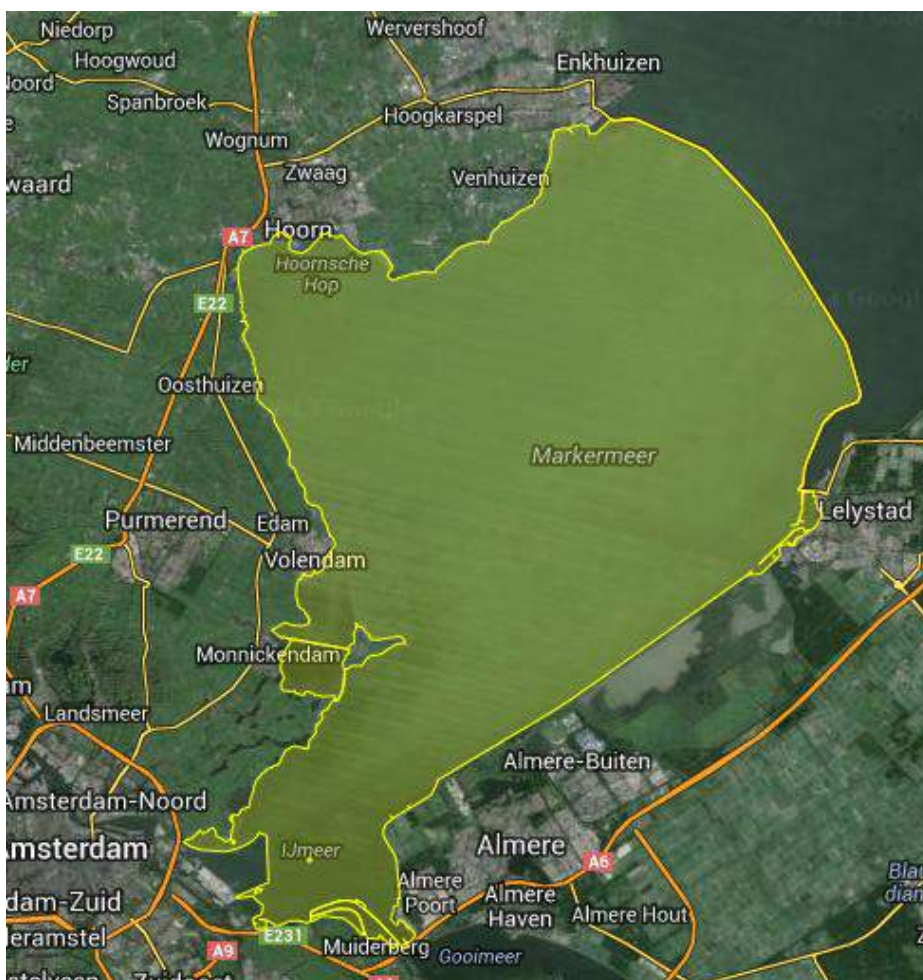 Niedorp
Wervershoof
Hoogwoud
Enkhuizen
Noord
Spanbroek
Hoogkarspel
Wognum
Zwaag
Venhuizen
waard
Hoorn
A7
Hoornsche
Hop
E22
der
Oosthuizen
Middenbeemster
Markermeer
Purmerend
Edam
Lelystad
E22
Volendam
A7
Monnickendam
Landsmeer
Almere-Buiten
Amsterdam-Noord
Amsterdam
IJmeer
Almere
A6
Almere
Poort
Almere
Haven
Almere Hout
dam-Zuid
E231
A9
Muiderberg
Gooimeer